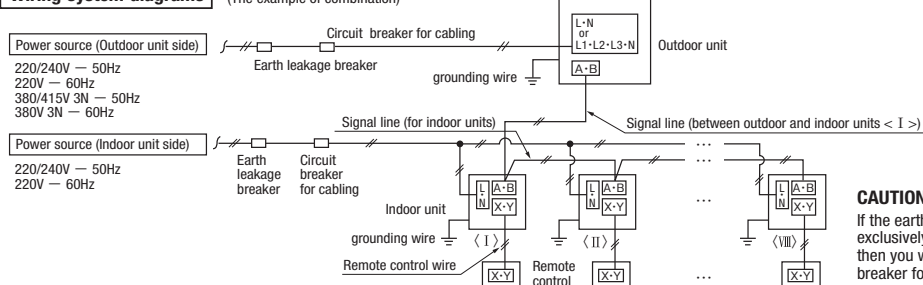 Wiring system diagrams (The example of combination)
Power source (Outdoor unit side)
220/240V — 50Hz
220V — 60Hz
380/415V 3N — 50Hz
380V 3N — 60Hz
Circuit breaker for cabling
Earth leakage breaker
grounding wire
L·N
or
L1·L2·L3·N
A·B
Outdoor unit
Power source (Indoor unit side)
220/240V — 50Hz
220V — 60Hz
Earth
leakage
breaker
Circuit
breaker
for cabling
Signal line (for indoor units)
Signal line (between outdoor and indoor units < I >)
Indoor unit
grounding wire
Remote control wire
L·N
A·B
X·Y
〈 I 〉
X·Y
Remote
control
L·N
A·B
X·Y
〈 II 〉
X·Y
...
...
...
...
L·N
A·B
X·Y
〈VIII〉
X·Y
CAUTION
If the earth
exclusively
then you w
breaker fo